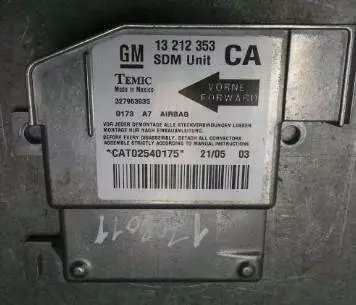 GM 13 212 353 CA
SDM Unit
TEMIC
Made in Mexico
VORNE
FORWARD
327963935
0173 A7 AIRBAG
VOR JEDER DEMONTAGE ALLE STECKVERBINDUNGEN LOESEN
MONTAGE NUR NACH EINBAUANLEITUNG
BEFORE EVERY DISASSEMBLY, DETACH ALL CONNECTORS
ASSEMBLE STRICTLY ACCORDING TO MANUAL INSTRUCTIONS
*CAT02540175* 21/05 03